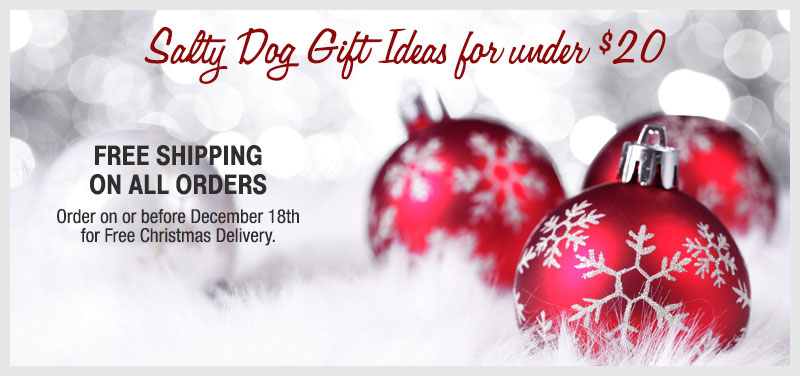 Salty Dog Gift Ideas for under $20
FREE SHIPPING
ON ALL ORDERS
Order on or before December 18th
for Free Christmas Delivery.